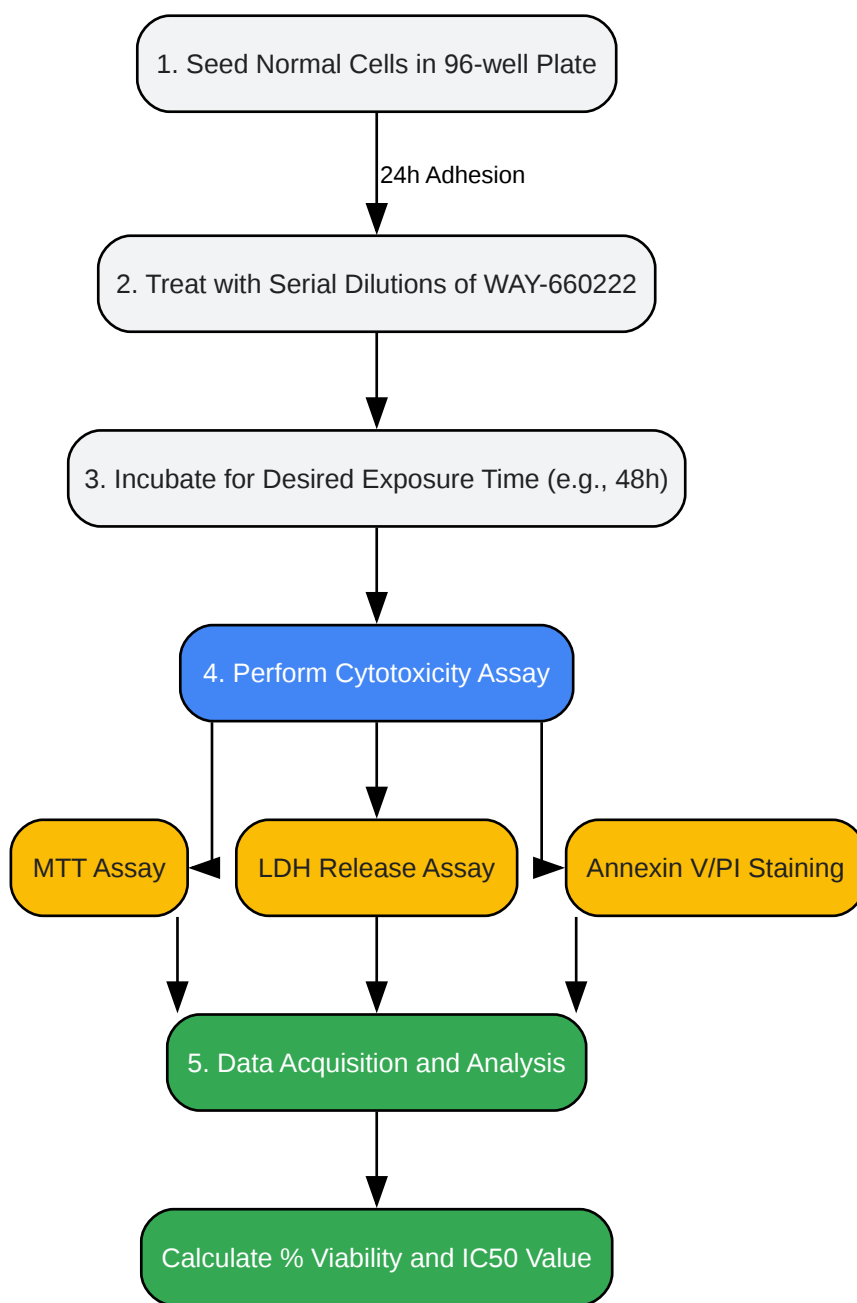 1. Seed Normal Cells in 96-well Plate
24h Adhesion
2. Treat with Serial Dilutions of WAY-660222
3. Incubate for Desired Exposure Time (e.g., 48h)
4. Perform Cytotoxicity Assay
MTT Assay
LDH Release Assay
Annexin V/PI Staining
5. Data Acquisition and Analysis
Calculate % Viability and IC50 Value